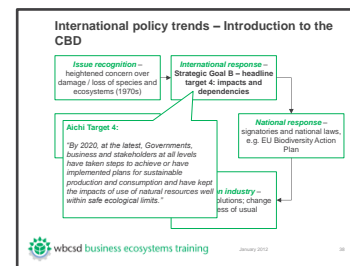 International policy trends – Introduction to the
CBD
Issue recognition –
heightened concern over
damage / loss of species and
ecosystems (1970s)
International response –
Strategic Goal B – headline
target 4: impacts and
dependencies
National response –
signatories and national laws,
e.g. EU Biodiversity Action
Plan
Aichi Target 4:
"By 2020, at the latest, Governments,
business and stakeholders at all levels
have taken steps to achieve or have
implemented plans for sustainable
production and consumption and have kept
the impacts of use of natural resources well
within safe ecological limits."
n industry –
olutions; change
ess of usual
wbcsd business ecosystems training
January 2012